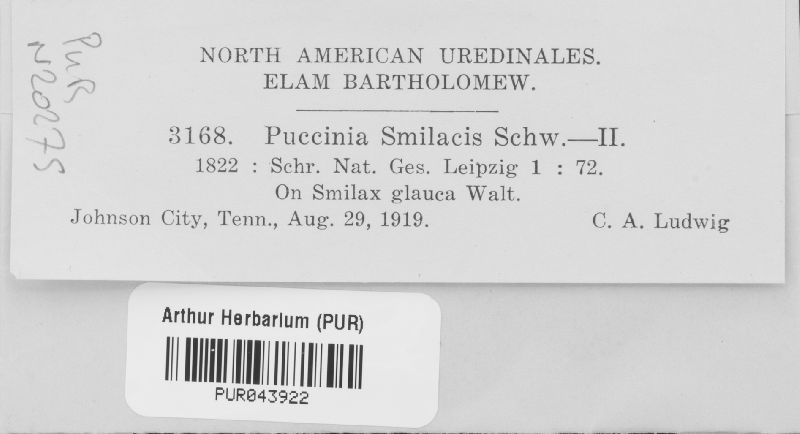 PUR
N20275
NORTH AMERICAN UREDINALES.
ELAM BARTHOLOMEW.
3168. Puccinia Smilacis Schw.—II.
1822 : Schr. Nat. Ges. Leipzig 1 : 72.
On Smilax glauca Walt.
Johnson City, Tenn., Aug. 29, 1919. C. A. Ludwig
Arthur Herbarium (PUR)
PUR043922